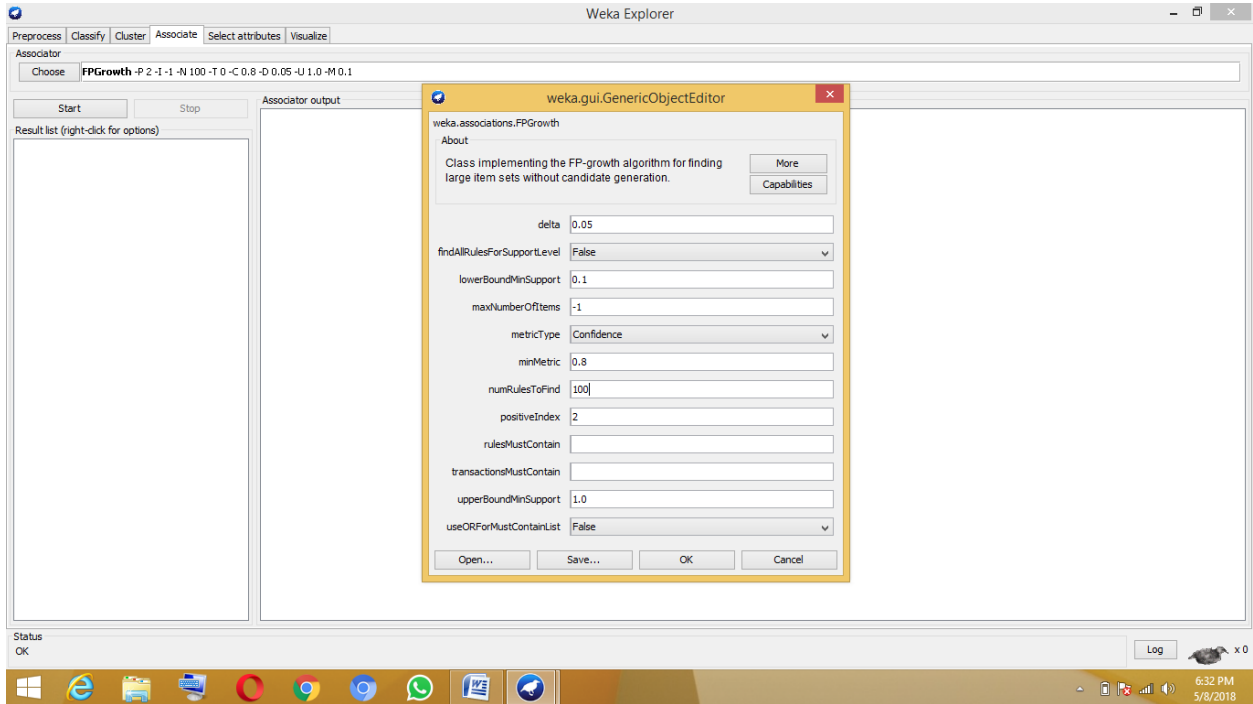 Weka Explorer
Preprocess Classify Cluster Associate Select attributes Visualize
Associator
Choose FPGrowth -P 2 -I -1 -N 100 -T 0 -C 0.8 -D 0.05 -U 1.0 -M 0.1
Start Stop
Result list (right-click for options)
Associator output
weka.gui.GenericObjectEditor
weka.associations.FPGrowth
About
Class implementing the FP-growth algorithm for finding
large item sets without candidate generation.
More
Capabilities
delta 0.05
findAllRulesForSupportLevel False
lowerBoundMinSupport 0.1
maxNumberOfItems -1
metricType Confidence
minMetric 0.8
numRulesToFind 100
positiveIndex 2
rulesMustContain
transactionsMustContain
upperBoundMinSupport 1.0
useORForMustContainList False
Open... Save... OK Cancel
Status
OK
Log x 0
6:32 PM
5/8/2018